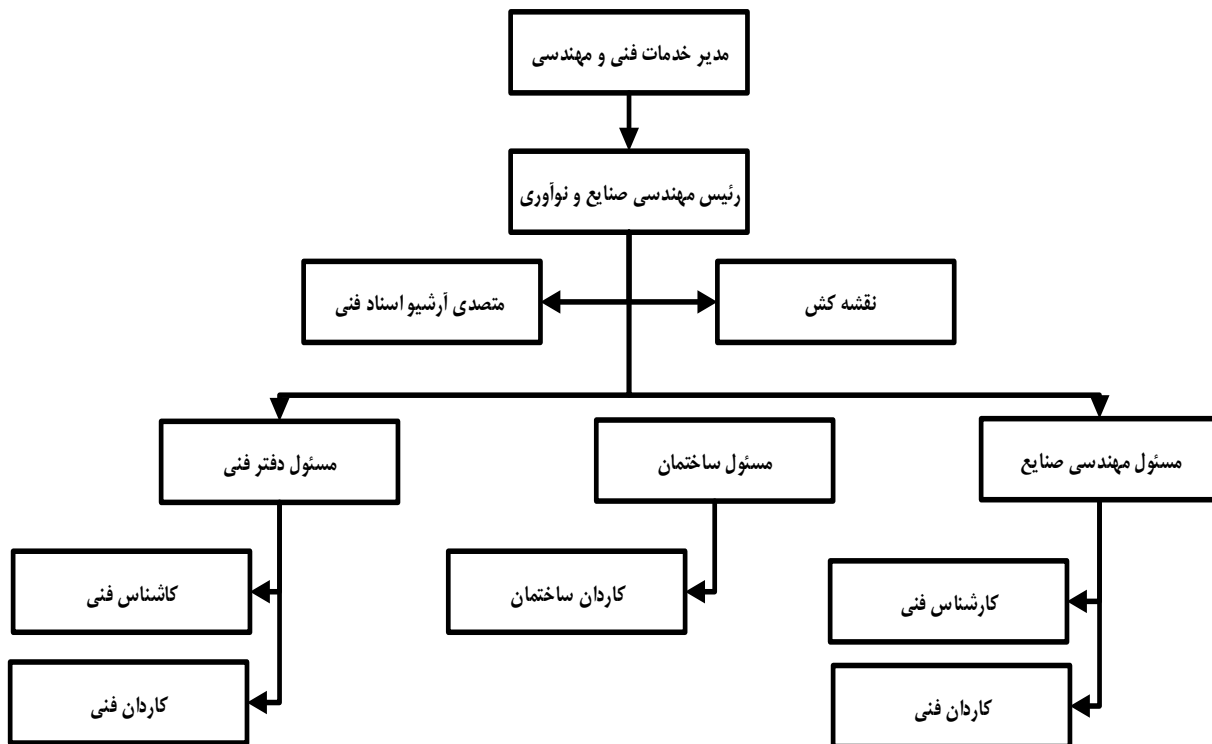 مدیر خدمات فنی و مهندسی
رئیس مهندسی صنایع و نوآوری
نقشه کش
متصدی آرشیو اسناد فنی
مسئول مهندسی صنایع
مسئول ساختمان
مسئول دفتر فنی
کارشناس فنی
کاردان ساختمان
کاشناس فنی
کاردان فنی
کاردان فنی